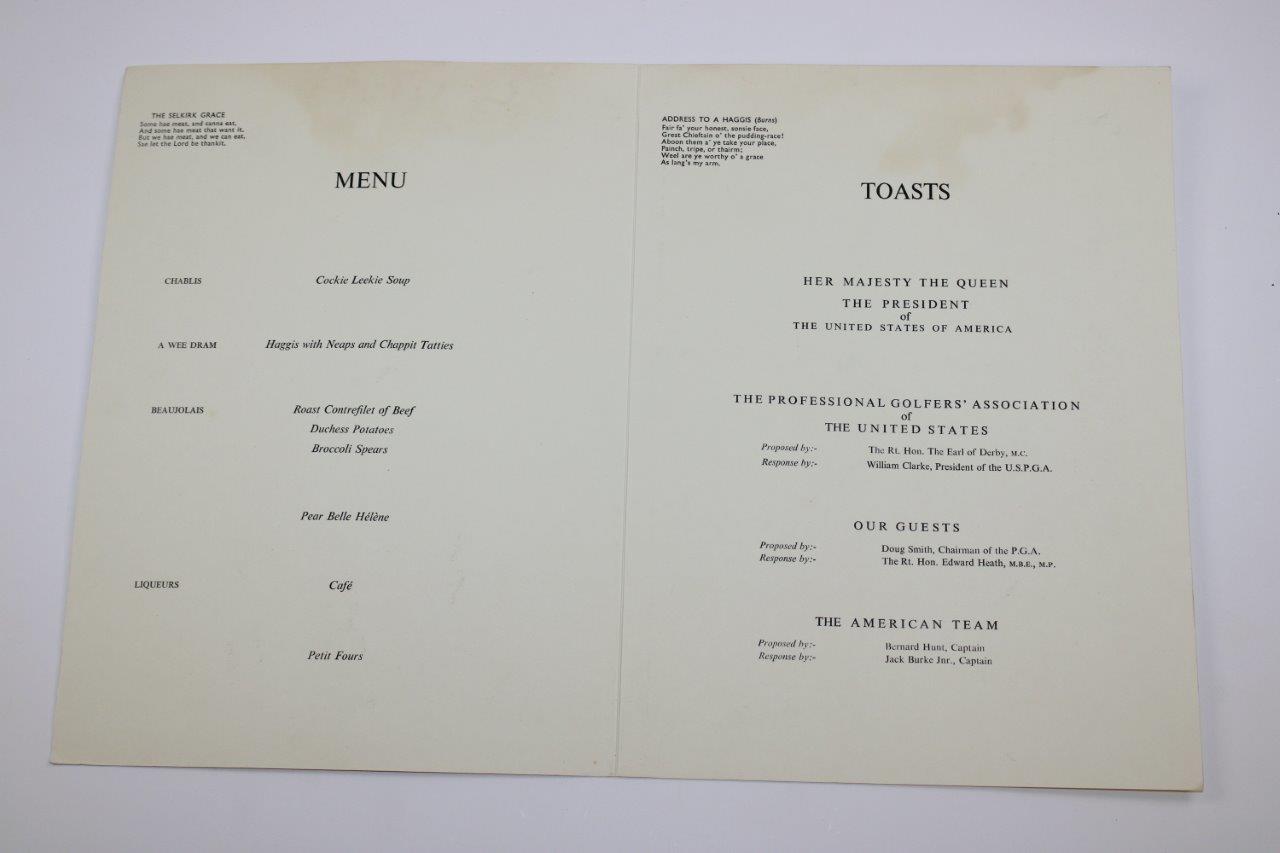 THE SELKIRK GRACE
Some hae meat, and canna eat,
And some hae meat that want it,
But we hae meat, and we can eat,
Sae let the Lord be thankit.
MENU
CHABLIS Cockie Leekie Soup
A WEE DRAM Haggis with Neaps and Chappit Tatties
BEAUJOLAIS Roast Contrefilet of Beef
Duchess Potatoes
Broccoli Spears
Pear Belle Hélène
LIQUEURS Café
Petit Fours
ADDRESS TO A HAGGIS (Burns)
Fair fa' your honest, sonsie face,
Great Chieftain o' the pudding-race!
Aboon them a' ye take your place,
Painch, tripe, or thairm;
Weel are ye worthy o' a grace
As lang's my arm.
TOASTS
HER MAJESTY THE QUEEN
THE PRESIDENT
of
THE UNITED STATES OF AMERICA
THE PROFESSIONAL GOLFERS' ASSOCIATION
of
THE UNITED STATES
Proposed by:- The Rt. Hon. The Earl of Derby, M.C.
Response by:- William Clarke, President of the U.S.P.G.A.
OUR GUESTS
Proposed by:- Doug Smith, Chairman of the P.G.A.
Response by:- The Rt. Hon. Edward Heath, M.B.E., M.P.
THE AMERICAN TEAM
Proposed by:- Bernard Hunt, Captain
Response by:- Jack Burke Jnr., Captain